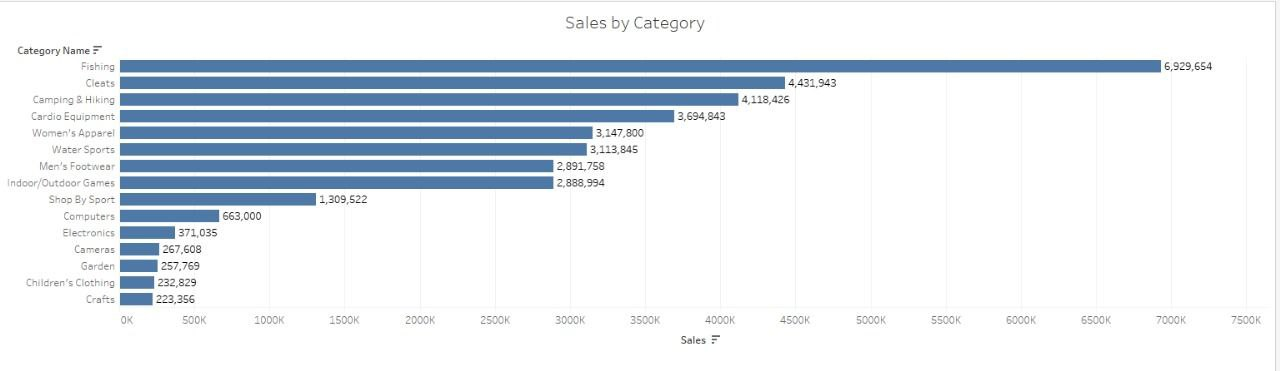 Sales by Category
Category Name
Fishing 6,929,654
Cleats 4,431,943
Camping & Hiking 4,118,426
Cardio Equipment 3,694,843
Women's Apparel 3,147,800
Water Sports 3,113,845
Men's Footwear 2,891,758
Indoor/Outdoor Games 2,888,994
Shop By Sport 1,309,522
Computers 663,000
Electronics 371,035
Cameras 267,608
Garden 257,769
Children's Clothing 232,829
Crafts 223,356
0K 500K 1000K 1500K 2000K 2500K 3000K 3500K 4000K 4500K 5000K 5500K 6000K 6500K 7000K 7500K
Sales